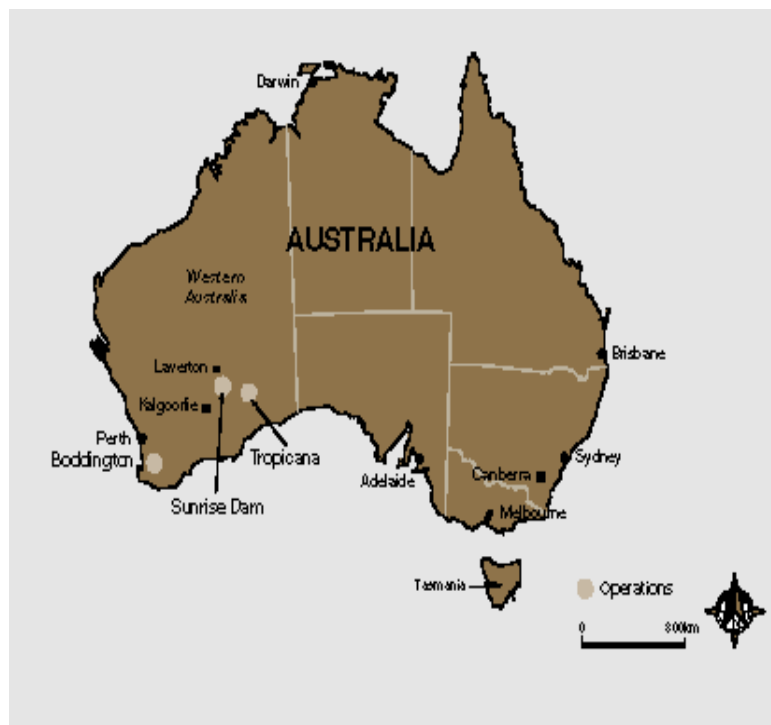 Darwin
AUSTRALIA
Western
Australia
Brisbane
Laverton
Kalgoorlie
Perth
Boddington
Tropicana
Adelaide
Sydney
Canberra
Sunrise Dam
Melbourne
Tasmania
Operations
0 800km